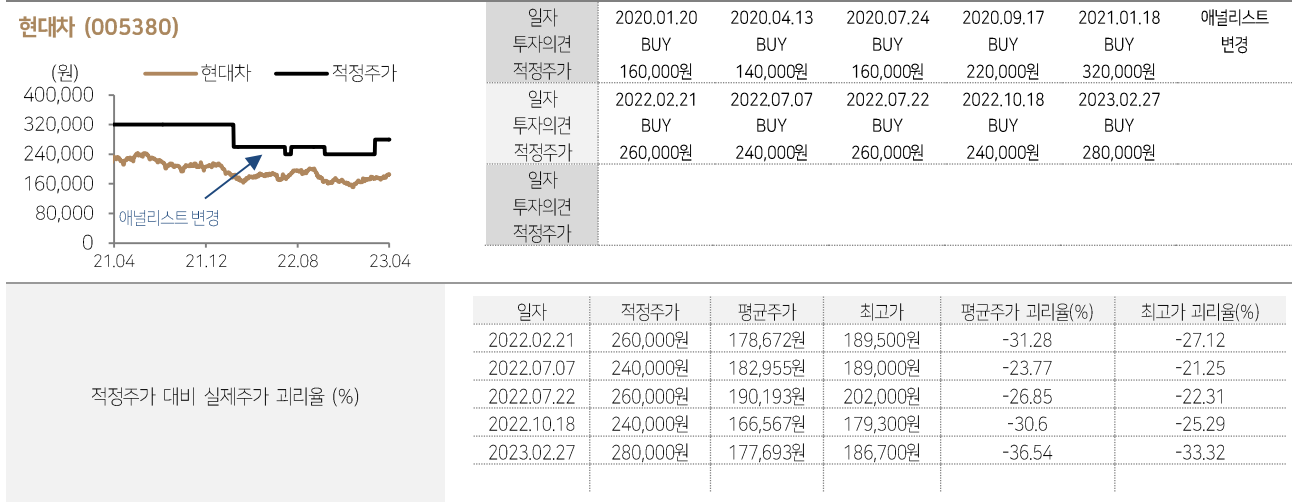 현대차 (005380)
(원)
현대차
적정주가
400,000
320,000
240,000
160,000
80,000
0
애널리스트 변경
21.04 21.12 22.08 23.04
일자 2020.01.20 2020.04.13 2020.07.24 2020.09.17 2021.01.18 애널리스트
투자의견 BUY BUY BUY BUY BUY 변경
적정주가 160,000원 140,000원 160,000원 220,000원 320,000원
일자 2022.02.21 2022.07.07 2022.07.22 2022.10.18 2023.02.27
투자의견 BUY BUY BUY BUY BUY
적정주가 260,000원 240,000원 260,000원 240,000원 280,000원
일자
투자의견
적정주가
적정주가 대비 실제주가 괴리율 (%)
일자 적정주가 평균주가 최고가 평균주가 괴리율(%) 최고가 괴리율(%)
2022.02.21 260,000원 178,672원 189,500원 -31.28 -27.12
2022.07.07 240,000원 182,955원 189,000원 -23.77 -21.25
2022.07.22 260,000원 190,193원 202,000원 -26.85 -22.31
2022.10.18 240,000원 166,567원 179,300원 -30.6 -25.29
2023.02.27 280,000원 177,693원 186,700원 -36.54 -33.32